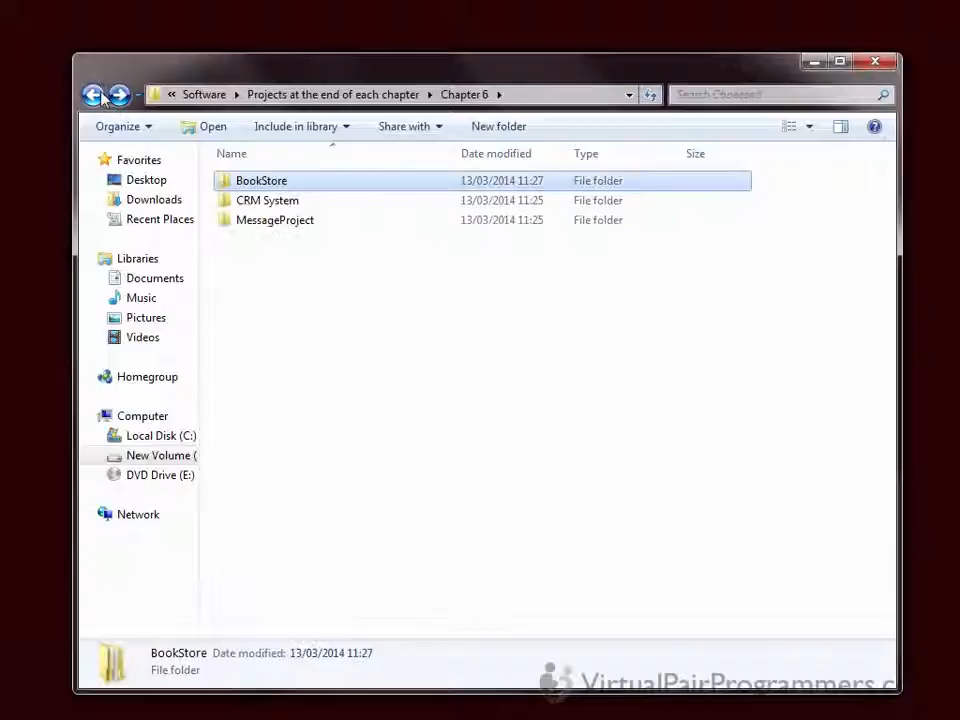 « Software Projects at the end of each chapter Chapter 6
Organize Open Include in library Share with New folder
Name Date modified Type Size
Favorites
Desktop
Downloads
Recent Places
Libraries
Documents
Music
Pictures
Videos
Homegroup
Computer
Local Disk (C:)
New Volume (
DVD Drive (E:)
Network
BookStore 13/03/2014 11:27 File folder
CRM System 13/03/2014 11:25 File folder
MessageProject 13/03/2014 11:25 File folder
BookStore Date modified: 13/03/2014 11:27
File folder
VirtualPairProgrammers.c